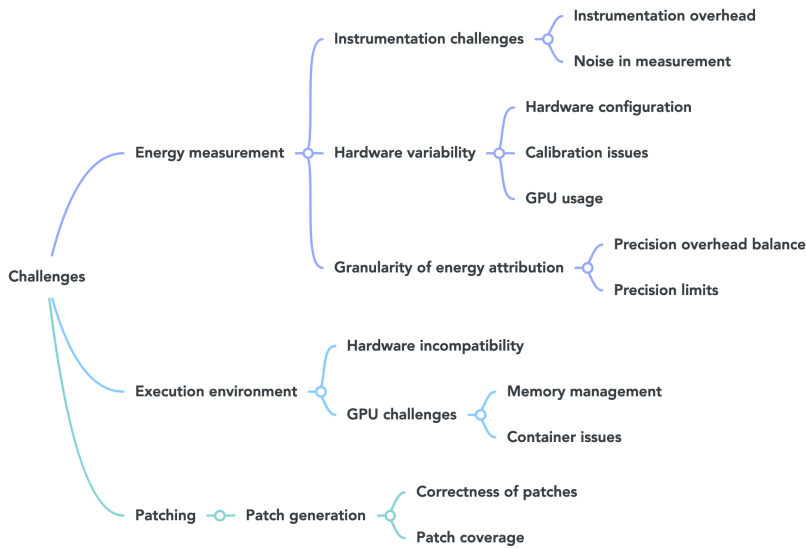 Challenges
Energy measurement
Instrumentation challenges
Instrumentation overhead
Noise in measurement
Hardware variability
Hardware configuration
Calibration issues
GPU usage
Granularity of energy attribution
Precision overhead balance
Precision limits
Execution environment
Hardware incompatibility
GPU challenges
Memory management
Container issues
Patching
Patch generation
Correctness of patches
Patch coverage